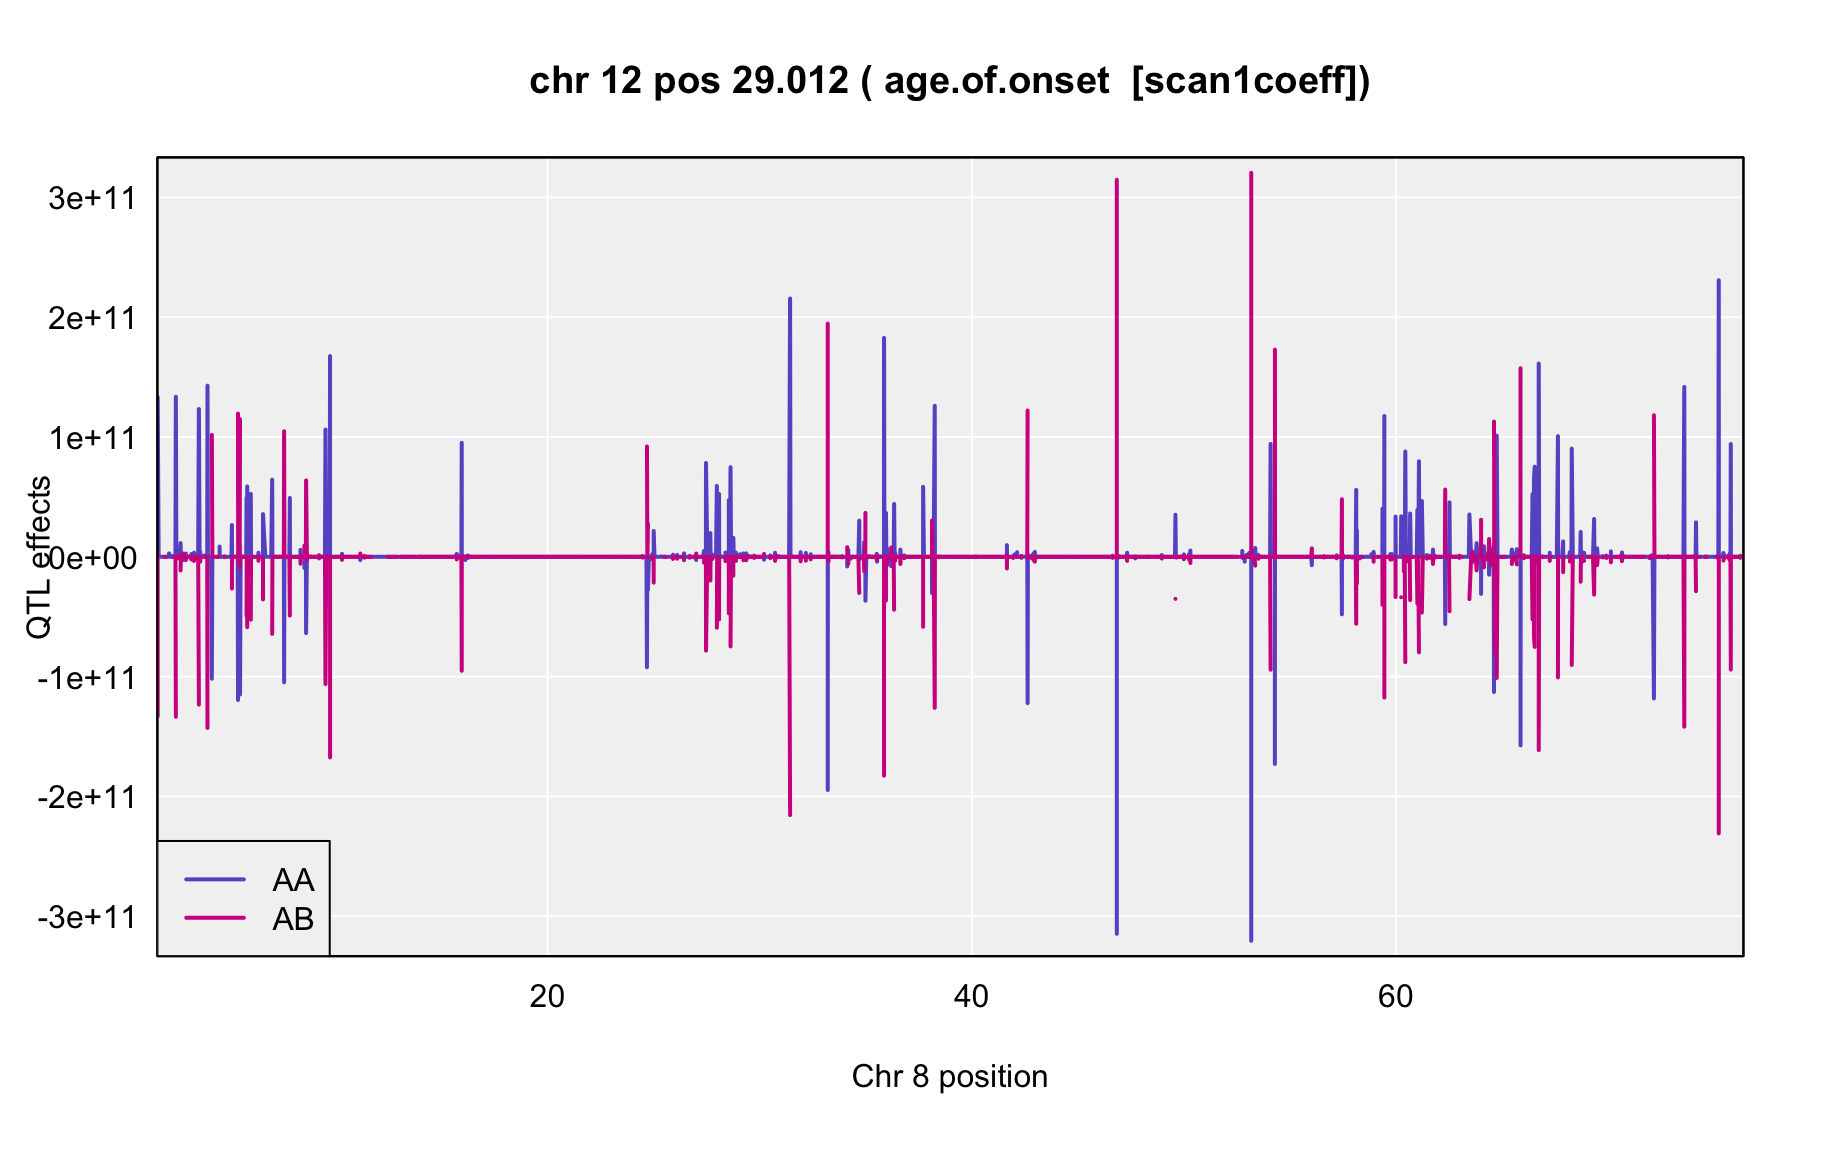 chr 12 pos 29.012 ( age.of.onset  [scan1coeff])
3e+11
2e+11
1e+11
0e+00
-1e+11
-2e+11
-3e+11
QTL effects
AA
AB
20
40
60
Chr 8 position